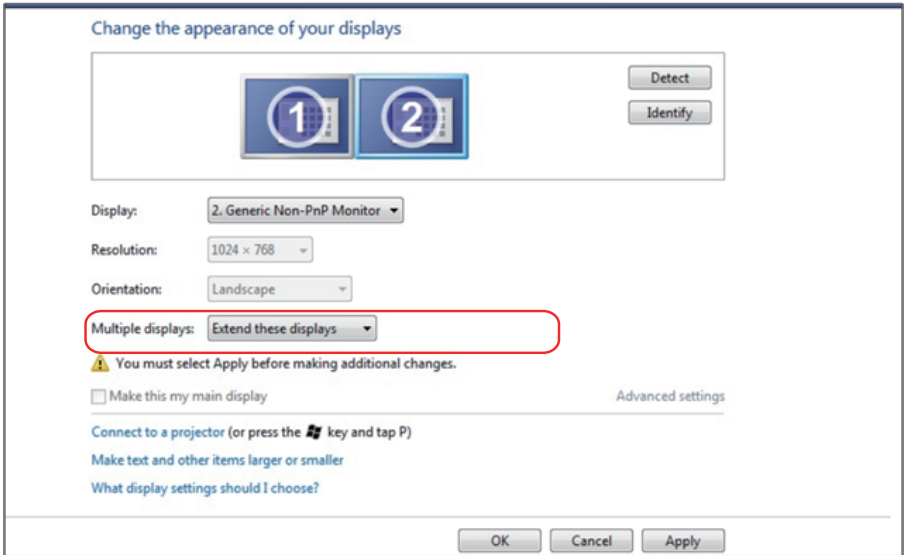 Change the appearance of your displays
1 2
Detect
Identify
Display: 2. Generic Non-PnP Monitor
Resolution: 1024 × 768
Orientation: Landscape
Multiple displays: Extend these displays
You must select Apply before making additional changes.
Make this my main display Advanced settings
Connect to a projector (or press the key and tap P)
Make text and other items larger or smaller
What display settings should I choose?
OK Cancel Apply